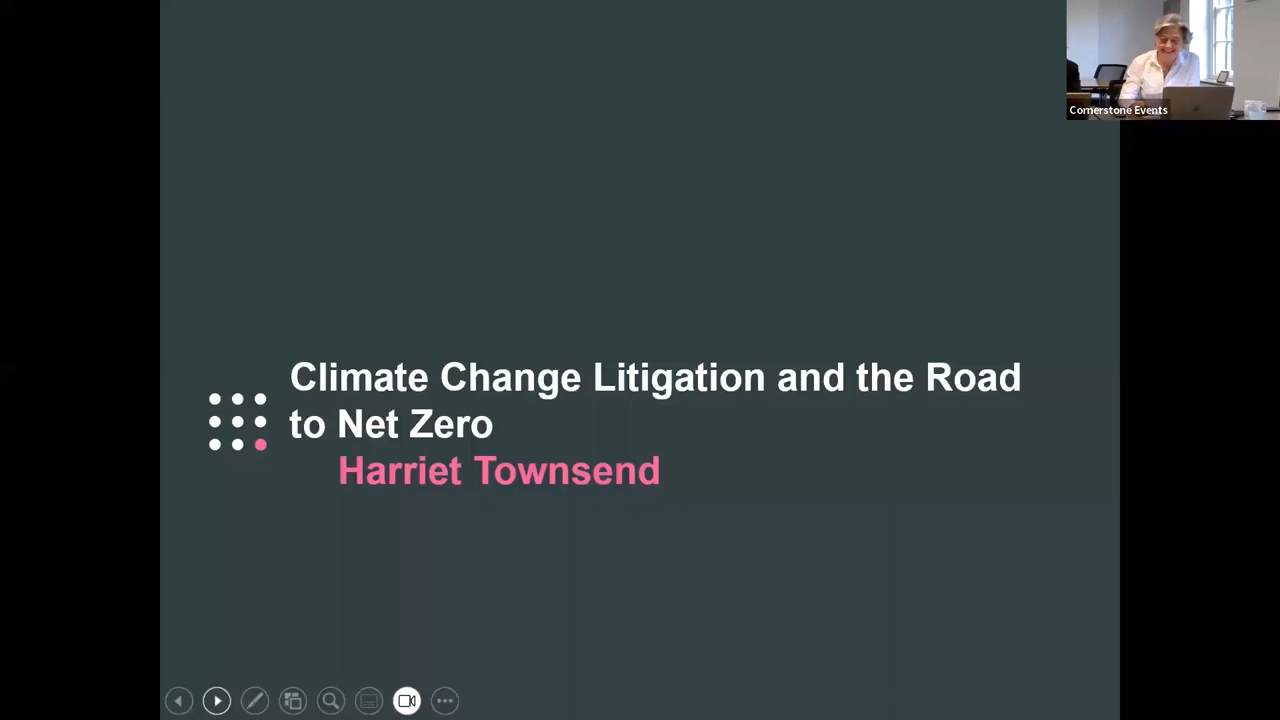 Cornerstone Events
Climate Change Litigation and the Road
to Net Zero
Harriet Townsend